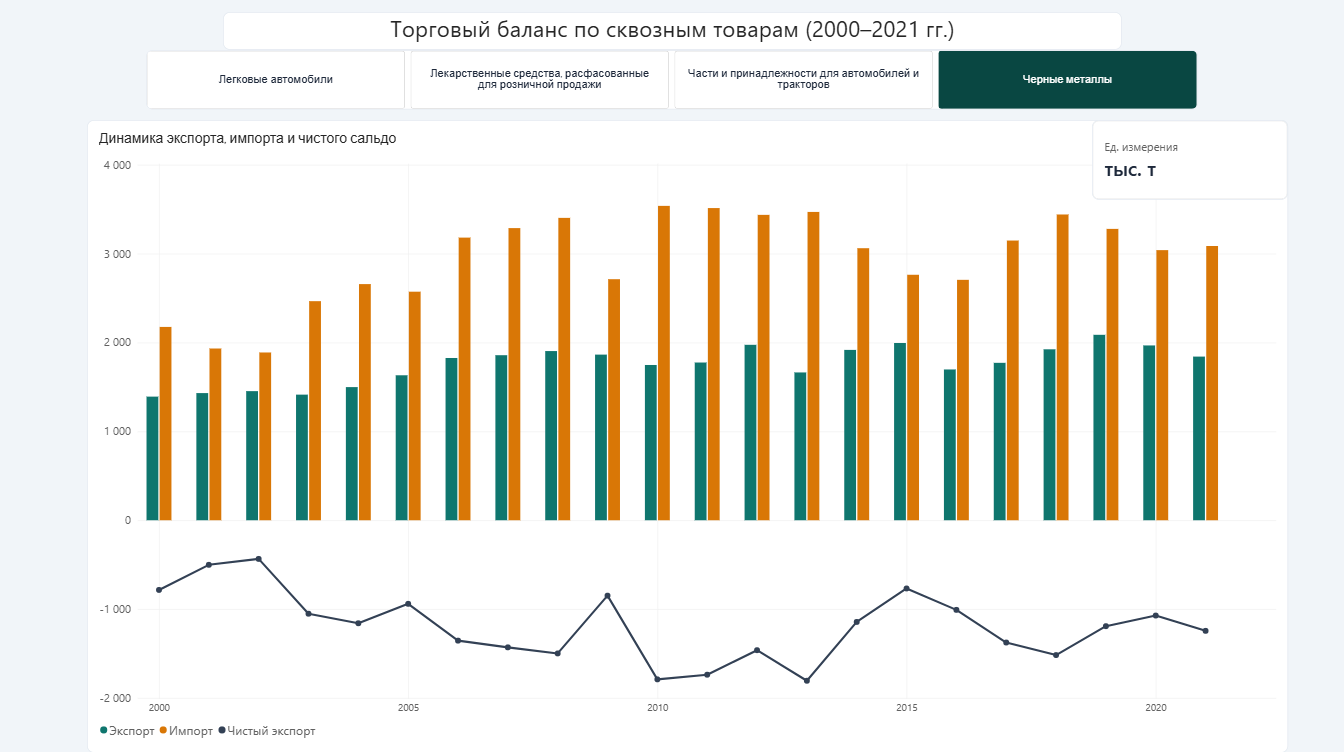 Торговый баланс по сквозным товарам (2000–2021 гг.)
Легковые автомобили
Лекарственные средства, расфасованные
для розничной продажи
Части и принадлежности для автомобилей и
тракторов
Черные металлы
Динамика экспорта, импорта и чистого сальдо
Ед. измерения
тыс. т
4 000
3 000
2 000
1 000
0
-1 000
-2 000
2000
2005
2010
2015
2020
Экспорт
Импорт
Чистый экспорт